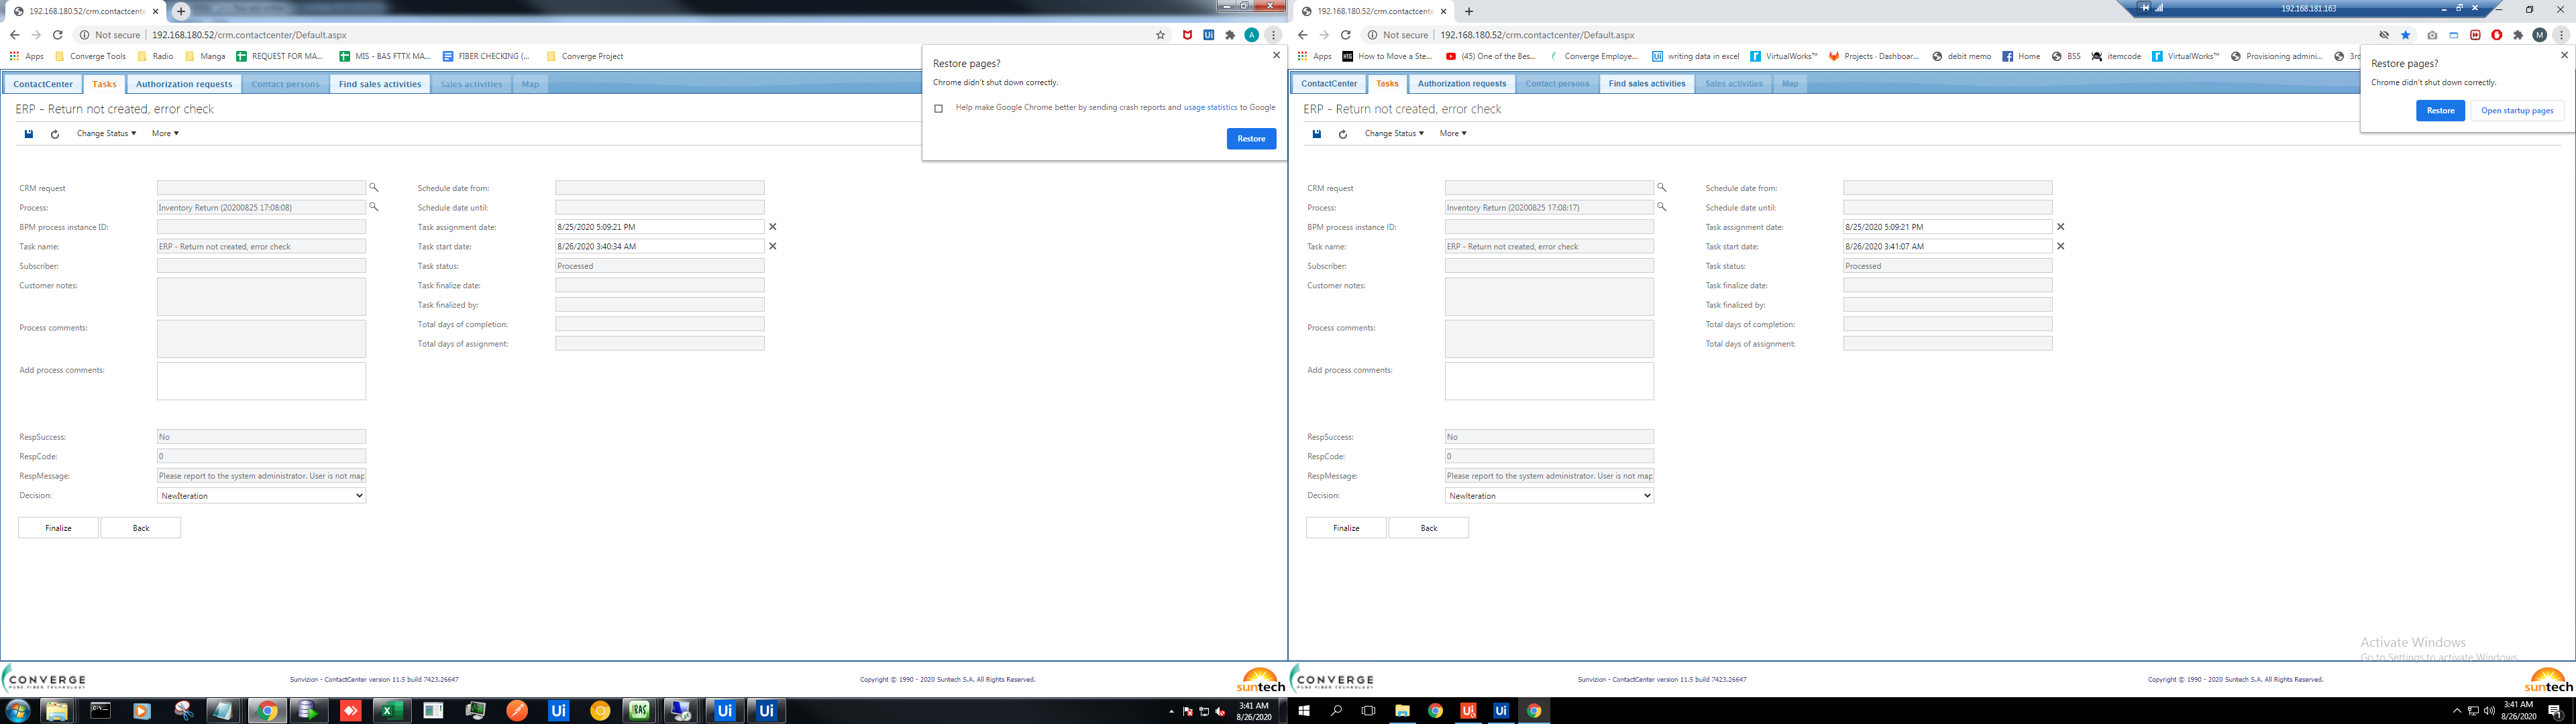 192.168.180.52/crm.contactcente
Not secure | 192.168.180.52/crm.contactcenter/Default.aspx
Apps Converge Tools Radio Manga REQUEST FOR MA... MIS - BAS FTTX MA... FIBER CHECKING (... Converge Project
Restore pages?
Chrome didn't shut down correctly.
Help make Google Chrome better by sending crash reports and usage statistics to Google
Restore
ContactCenter Tasks Authorization requests Contact persons Find sales activities Sales activities Map
ERP - Return not created, error check
Change Status More
CRM request
Schedule date from:
Process: Inventory Return (20200825 17:08:08)
Schedule date until:
BPM process instance ID:
Task assignment date: 8/25/2020 5:09:21 PM
Task name: ERP - Return not created, error check
Task start date: 8/26/2020 3:40:34 AM
Subscriber:
Task status: Processed
Customer notes:
Task finalize date:
Task finalized by:
Process comments:
Total days of completion:
Total days of assignment:
Add process comments:
RespSuccess: No
RespCode: 0
RespMessage: Please report to the system administrator. User is not map
Decision: NewIteration
Finalize Back
CONVERGE
PURE FIBER TECHNOLOGY
Sunvizion - ContactCenter version 11.5 build 7423.26647
Copyright © 1990 - 2020 Suntech S.A. All Rights Reserved.
suntech
BAS
Ui Ui Ui
3:41 AM
8/26/2020
192.168.180.52/crm.contactcente
192.168.181.163
Not secure | 192.168.180.52/crm.contactcenter/Default.aspx
M
Apps How to Move a Ste... (45) One of the Bes... Converge Employe... writing data in excel VirtualWorks™ Projects - Dashboar... debit memo Home BSS itemcode VirtualWorks™ Provisioning admini... 3rd
Restore pages?
Chrome didn't shut down correctly.
Restore Open startup pages
ContactCenter Tasks Authorization requests Contact persons Find sales activities Sales activities Map
ERP - Return not created, error check
Change Status More
CRM request
Schedule date from:
Process: Inventory Return (20200825 17:08:17)
Schedule date until:
BPM process instance ID:
Task assignment date: 8/25/2020 5:09:21 PM
Task name: ERP - Return not created, error check
Task start date: 8/26/2020 3:41:07 AM
Subscriber:
Task status: Processed
Customer notes:
Task finalize date:
Task finalized by:
Process comments:
Total days of completion:
Total days of assignment:
Add process comments:
RespSuccess: No
RespCode: 0
RespMessage: Please report to the system administrator. User is not map
Decision: NewIteration
Finalize Back
Activate Windows
Go to Settings to activate Windows.
CONVERGE
PURE FIBER TECHNOLOGY
Sunvizion - ContactCenter version 11.5 build 7423.26647
Copyright © 1990 - 2020 Suntech S.A. All Rights Reserved.
suntech
Ui
3:41 AM
8/26/2020